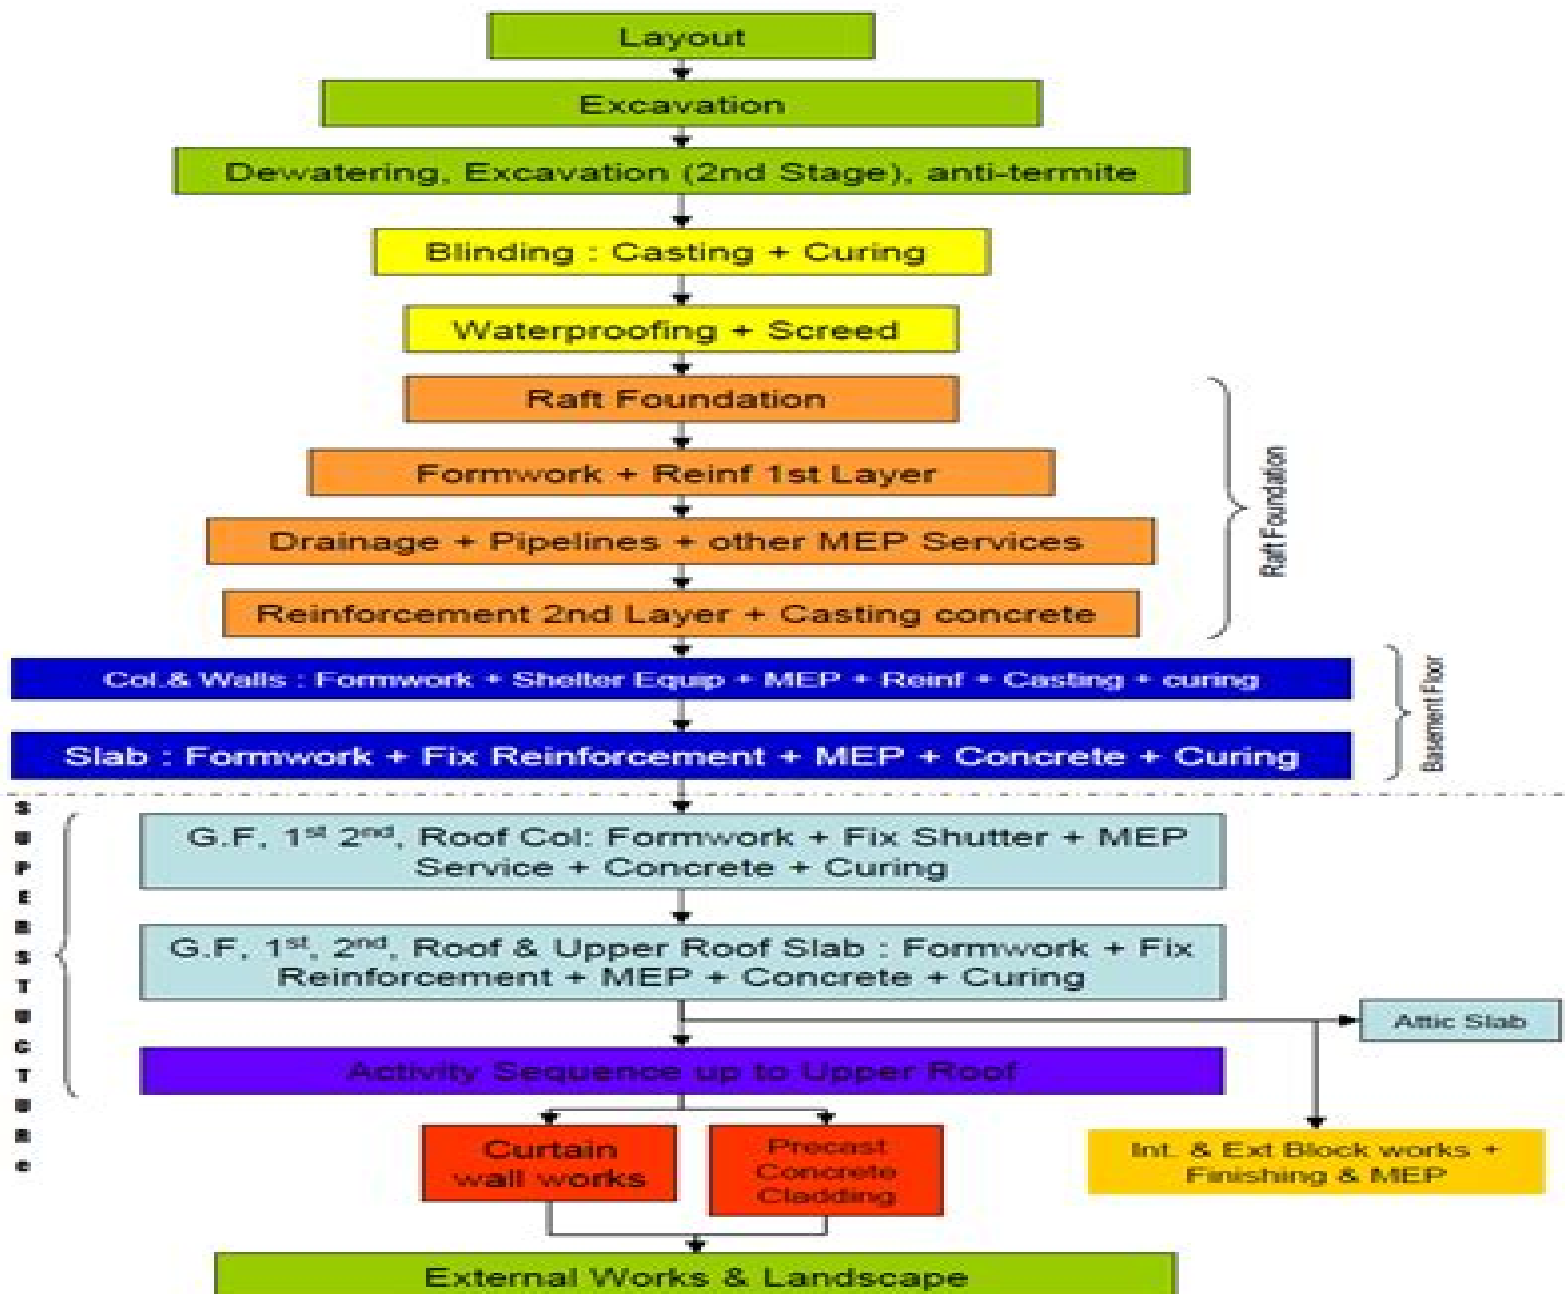 Layout
Excavation
Dewatering, Excavation (2nd Stage), anti-termite
Blinding : Casting + Curing
Waterproofing + Screed
Raft Foundation
Formwork + Reinf 1st Layer
Drainage + Pipelines + other MEP Services
Reinforcement 2nd Layer + Casting concrete
Raft Foundation
Col.& Walls : Formwork + Shelter Equip + MEP + Reinf + Casting + curing
Slab : Formwork + Fix Reinforcement + MEP + Concrete + Curing
Basement Floor
SUPERSTUCTURe
G.F, 1st 2nd, Roof Col: Formwork + Fix Shutter + MEP
Service + Concrete + Curing
G.F, 1st, 2nd, Roof & Upper Roof Slab : Formwork + Fix
Reinforcement + MEP + Concrete + Curing
Attic Slab
Activity Sequence up to Upper Roof
Curtain
wall works
Precast
Concrete
Cladding
Int. & Ext Block works +
Finishing & MEP
External Works & Landscape